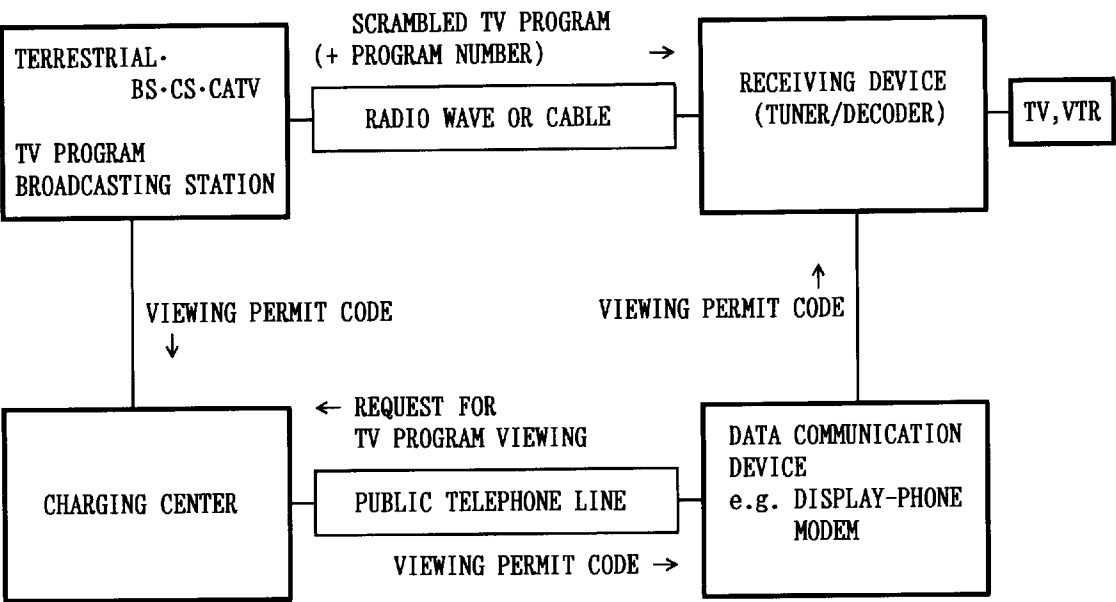 SCRAMBLED TV PROGRAM
(+ PROGRAM NUMBER) →
TERRESTRIAL·
BS·CS·CATV
TV PROGRAM
BROADCASTING STATION
RADIO WAVE OR CABLE
RECEIVING DEVICE
(TUNER/DECODER)
TV,VTR
VIEWING PERMIT CODE
↓
↑
VIEWING PERMIT CODE
← REQUEST FOR
TV PROGRAM VIEWING
CHARGING CENTER
PUBLIC TELEPHONE LINE
DATA COMMUNICATION
DEVICE
e.g. DISPLAY-PHONE
MODEM
VIEWING PERMIT CODE →